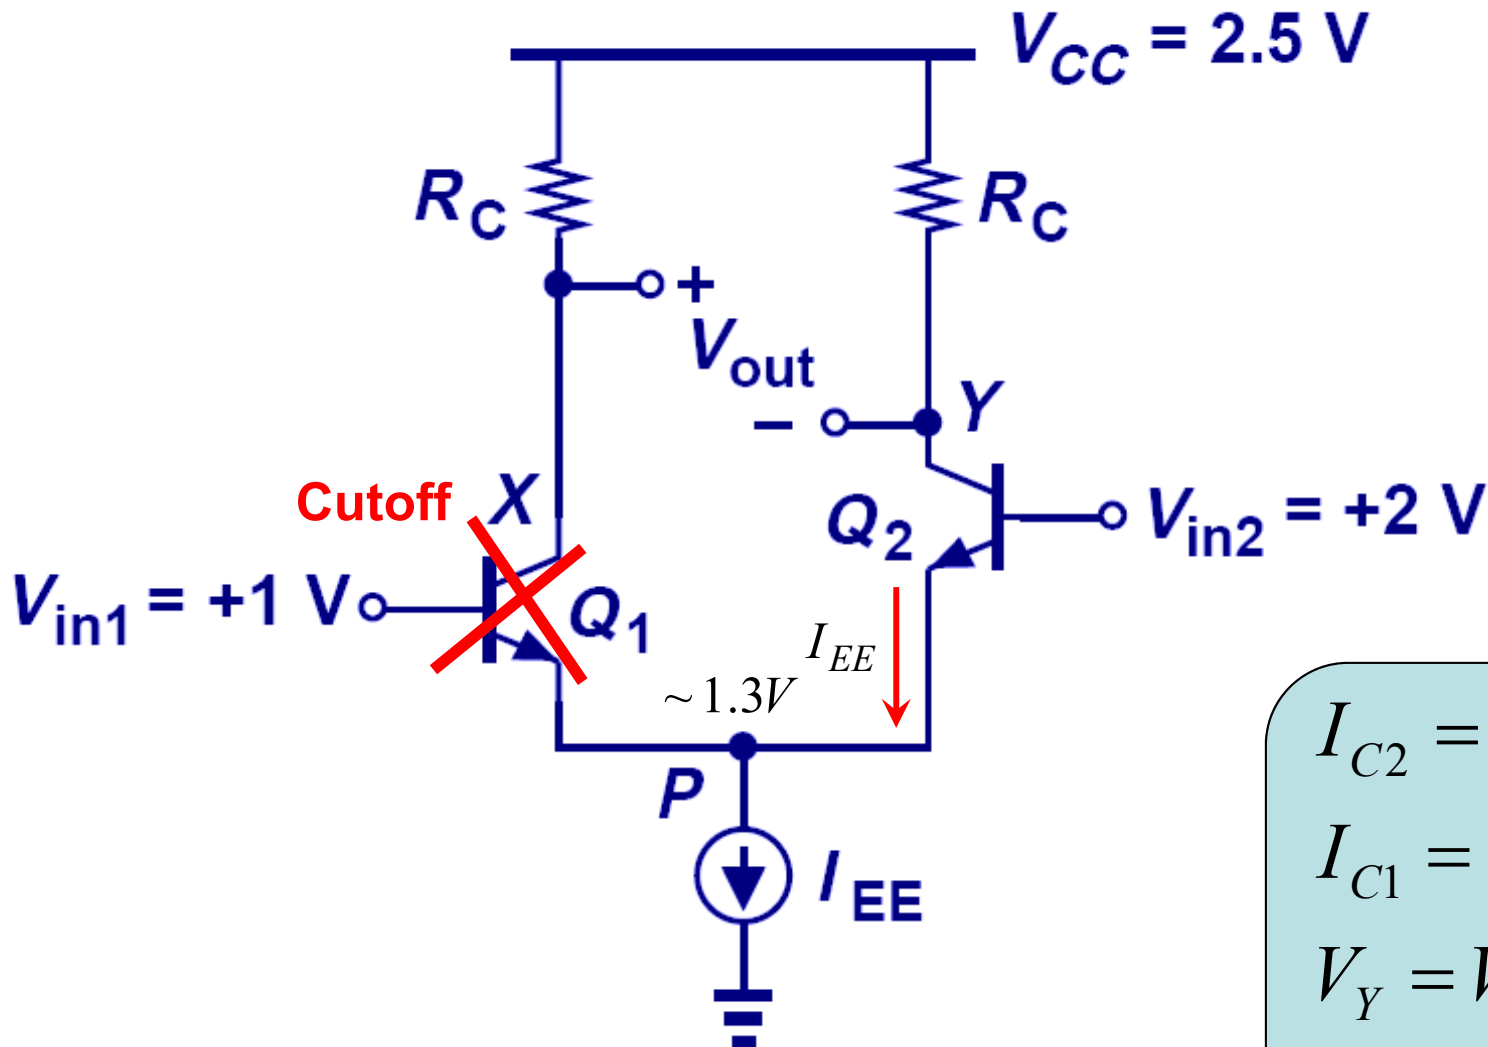 V_CC = 2.5 V
R_C
R_C
+
V_out
−
Y
Cutoff
X
Q_2
V_in2 = +2 V
V_in1 = +1 V
Q_1
I_EE
~1.3V
P
I_EE
I_C2 =
I_C1 =
V_Y =